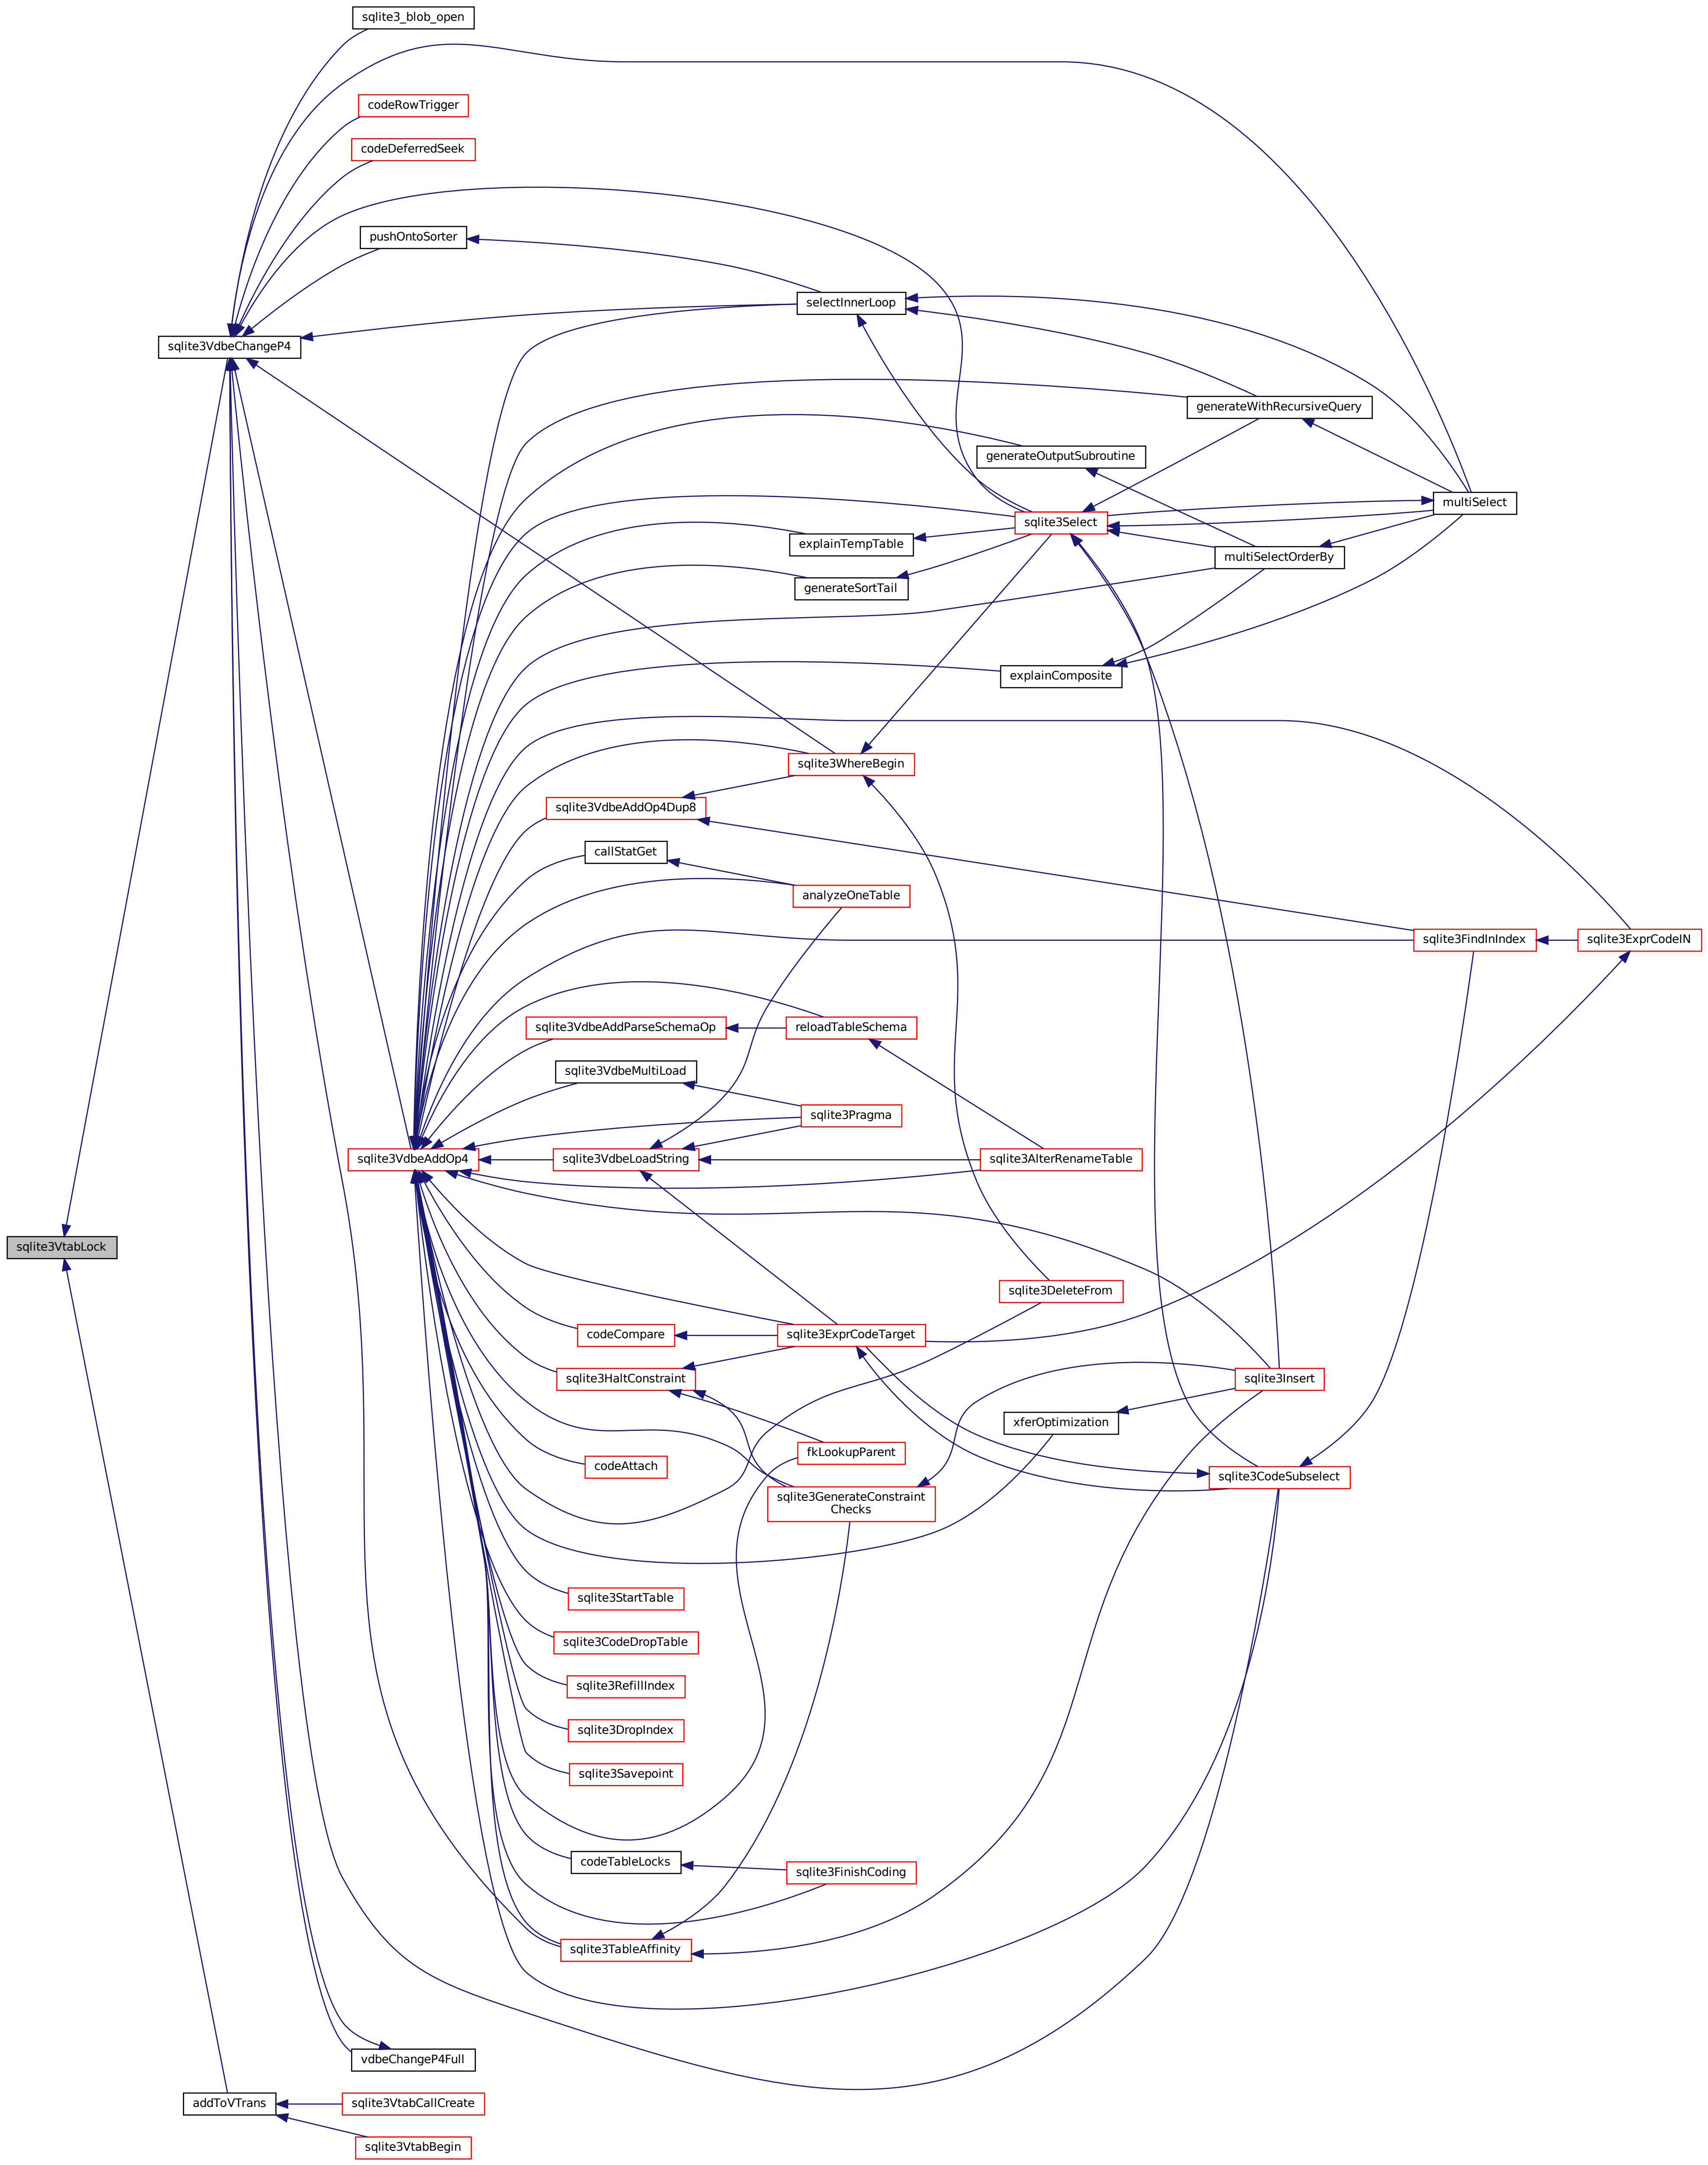 sqlite3_blob_open
codeRowTrigger
codeDeferredSeek
pushOntoSorter
selectInnerLoop
sqlite3VdbeChangeP4
generateWithRecursiveQuery
generateOutputSubroutine
multiSelect
sqlite3Select
explainTempTable
multiSelectOrderBy
generateSortTail
explainComposite
sqlite3WhereBegin
sqlite3VdbeAddOp4Dup8
callStatGet
analyzeOneTable
sqlite3FindInIndex
sqlite3ExprCodeIN
sqlite3VdbeAddParseSchemaOp
reloadTableSchema
sqlite3VdbeMultiLoad
sqlite3Pragma
sqlite3VdbeAddOp4
sqlite3VdbeLoadString
sqlite3AlterRenameTable
sqlite3VtabLock
sqlite3DeleteFrom
codeCompare
sqlite3ExprCodeTarget
sqlite3HaltConstraint
sqlite3Insert
xferOptimization
fkLookupParent
codeAttach
sqlite3CodeSubselect
sqlite3GenerateConstraint
Checks
sqlite3StartTable
sqlite3CodeDropTable
sqlite3RefillIndex
sqlite3DropIndex
sqlite3Savepoint
codeTableLocks
sqlite3FinishCoding
sqlite3TableAffinity
vdbeChangeP4Full
addToVTrans
sqlite3VtabCallCreate
sqlite3VtabBegin